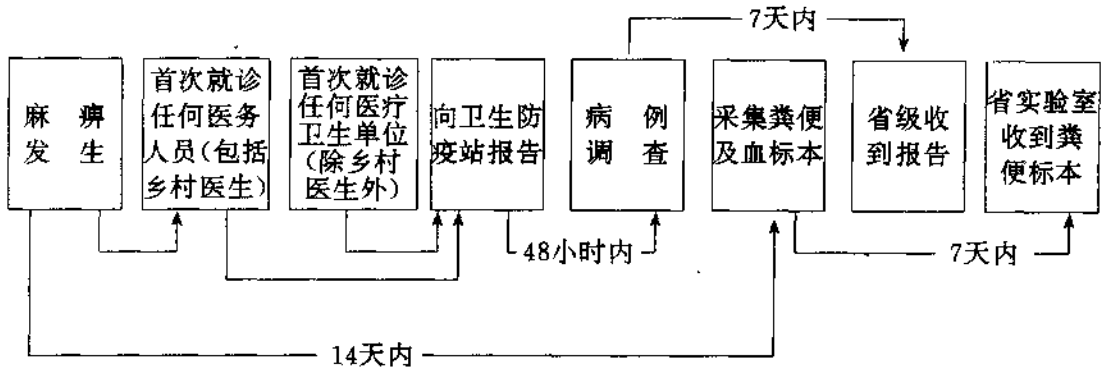 7天内
麻 痹
发 生
首次就诊
任何医务
人员(包括
乡村医生)
首次就诊
任何医疗
卫生单位
(除乡村
医生外)
向卫生防
疫站报告
病 例
调 查
采集粪便
及血标本
省级收
到报告
省实验室
收到粪
便标本
48小时内
7天内
14天内